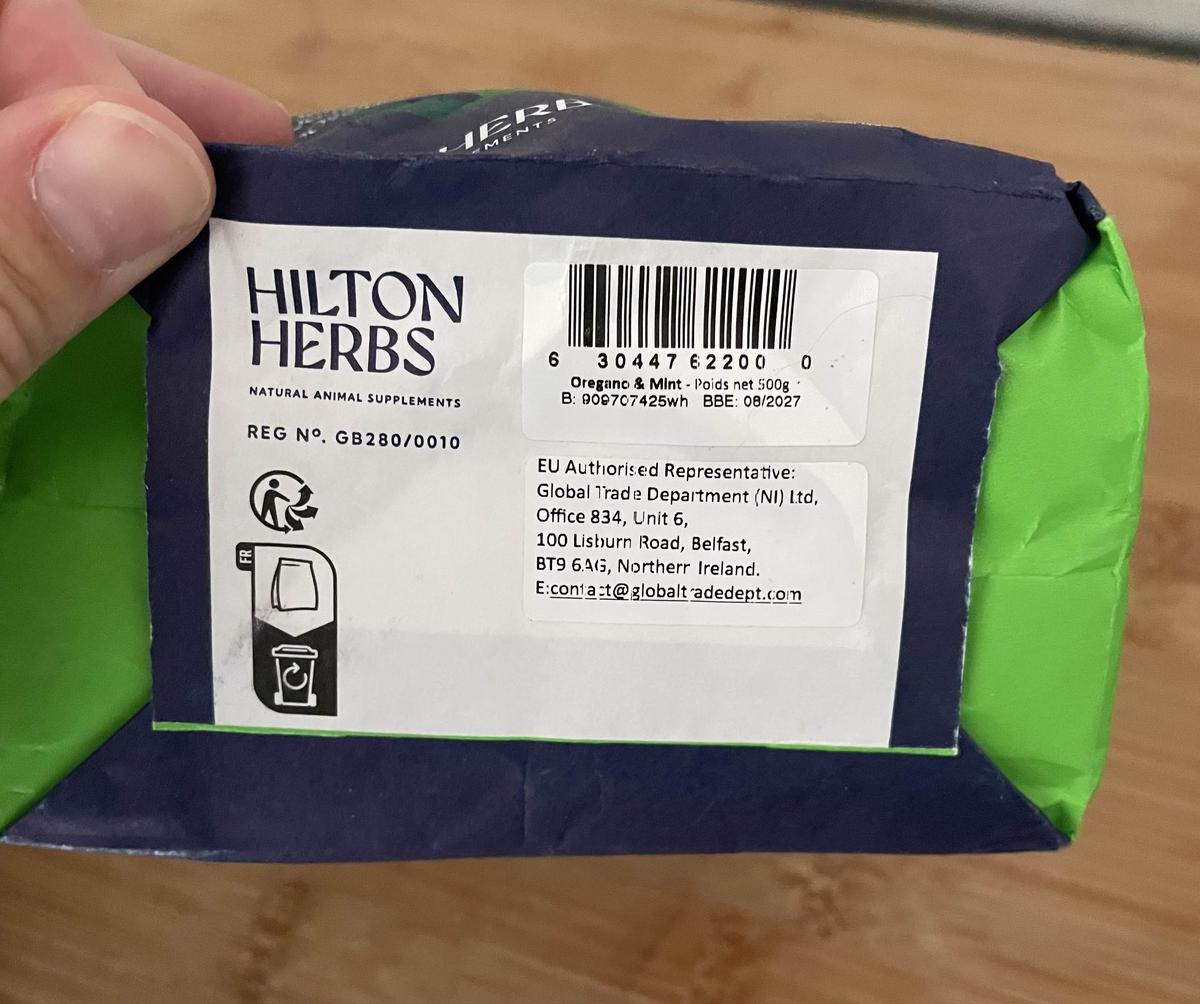 HERB
EMENTS
HILTON
HERBS
NATURAL ANIMAL SUPPLEMENTS
REG Nº. GB280/0010
FR
6 30447 62200 0
Oregano & Mint - Poids net 500g
B: 909707425wh BBE: 08/2027
EU Authorised Representative:
Global Trade Department (NI) Ltd,
Office 834, Unit 6,
100 Lisburn Road, Belfast,
BT9 6AG, Northern Ireland.
E:contact@globaltradedept.com